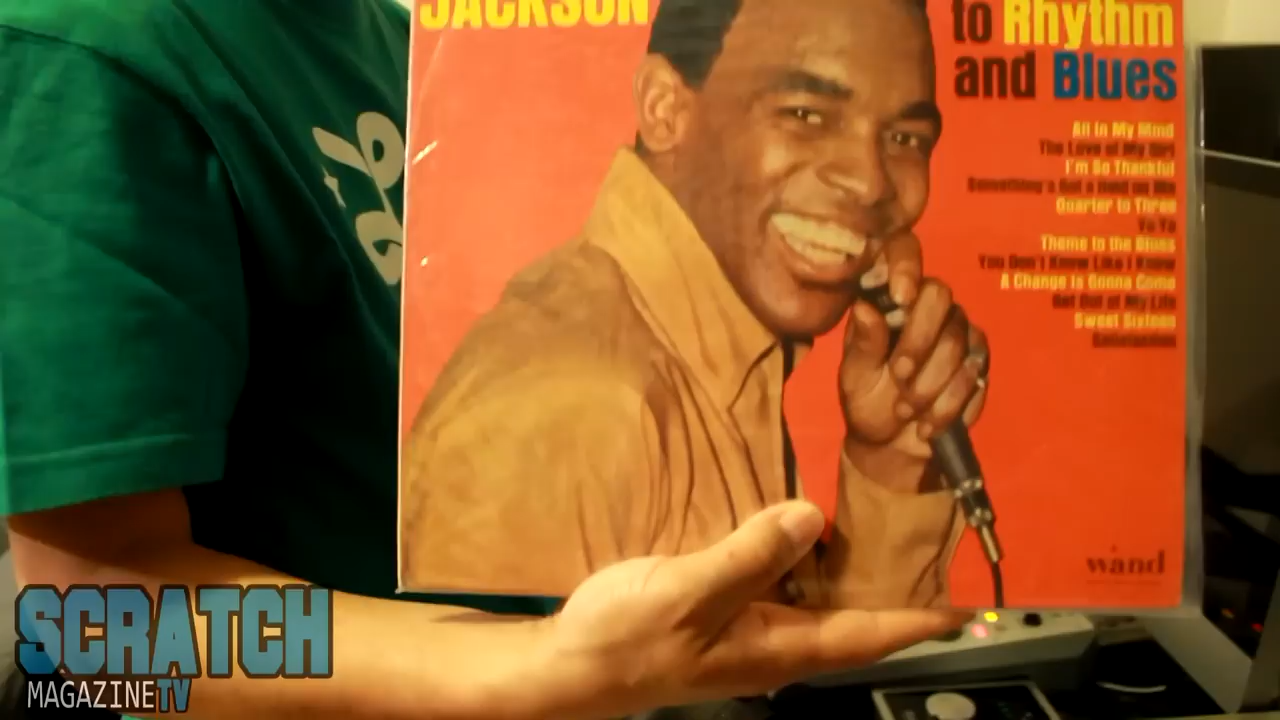 JACKSON
to Rhythm
and Blues
All in My Mind
The Love of My Girl
I'm So Thankful
Something's Got a Hold on Me
Quarter to Three
Ya Ya
Theme to the Blues
You Don't Know Like I Know
A Change is Gonna Come
Get Out of My Life
Sweet Sixteen
Satisfaction
wand
SCRATCH
MAGAZINETV